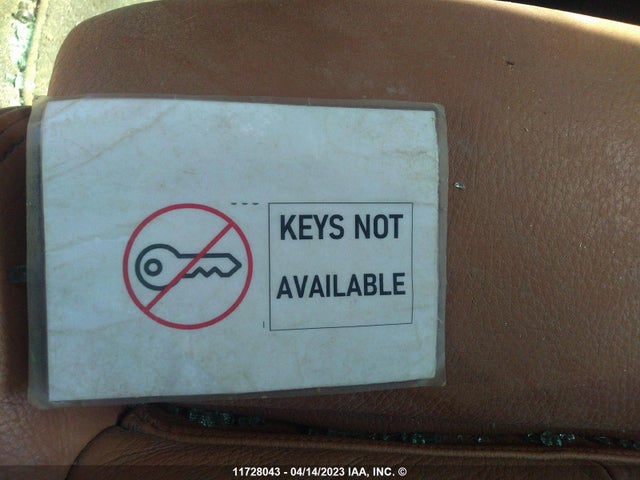 KEYS NOT
AVAILABLE
11728043 - 04/14/2023 IAA, INC. ©